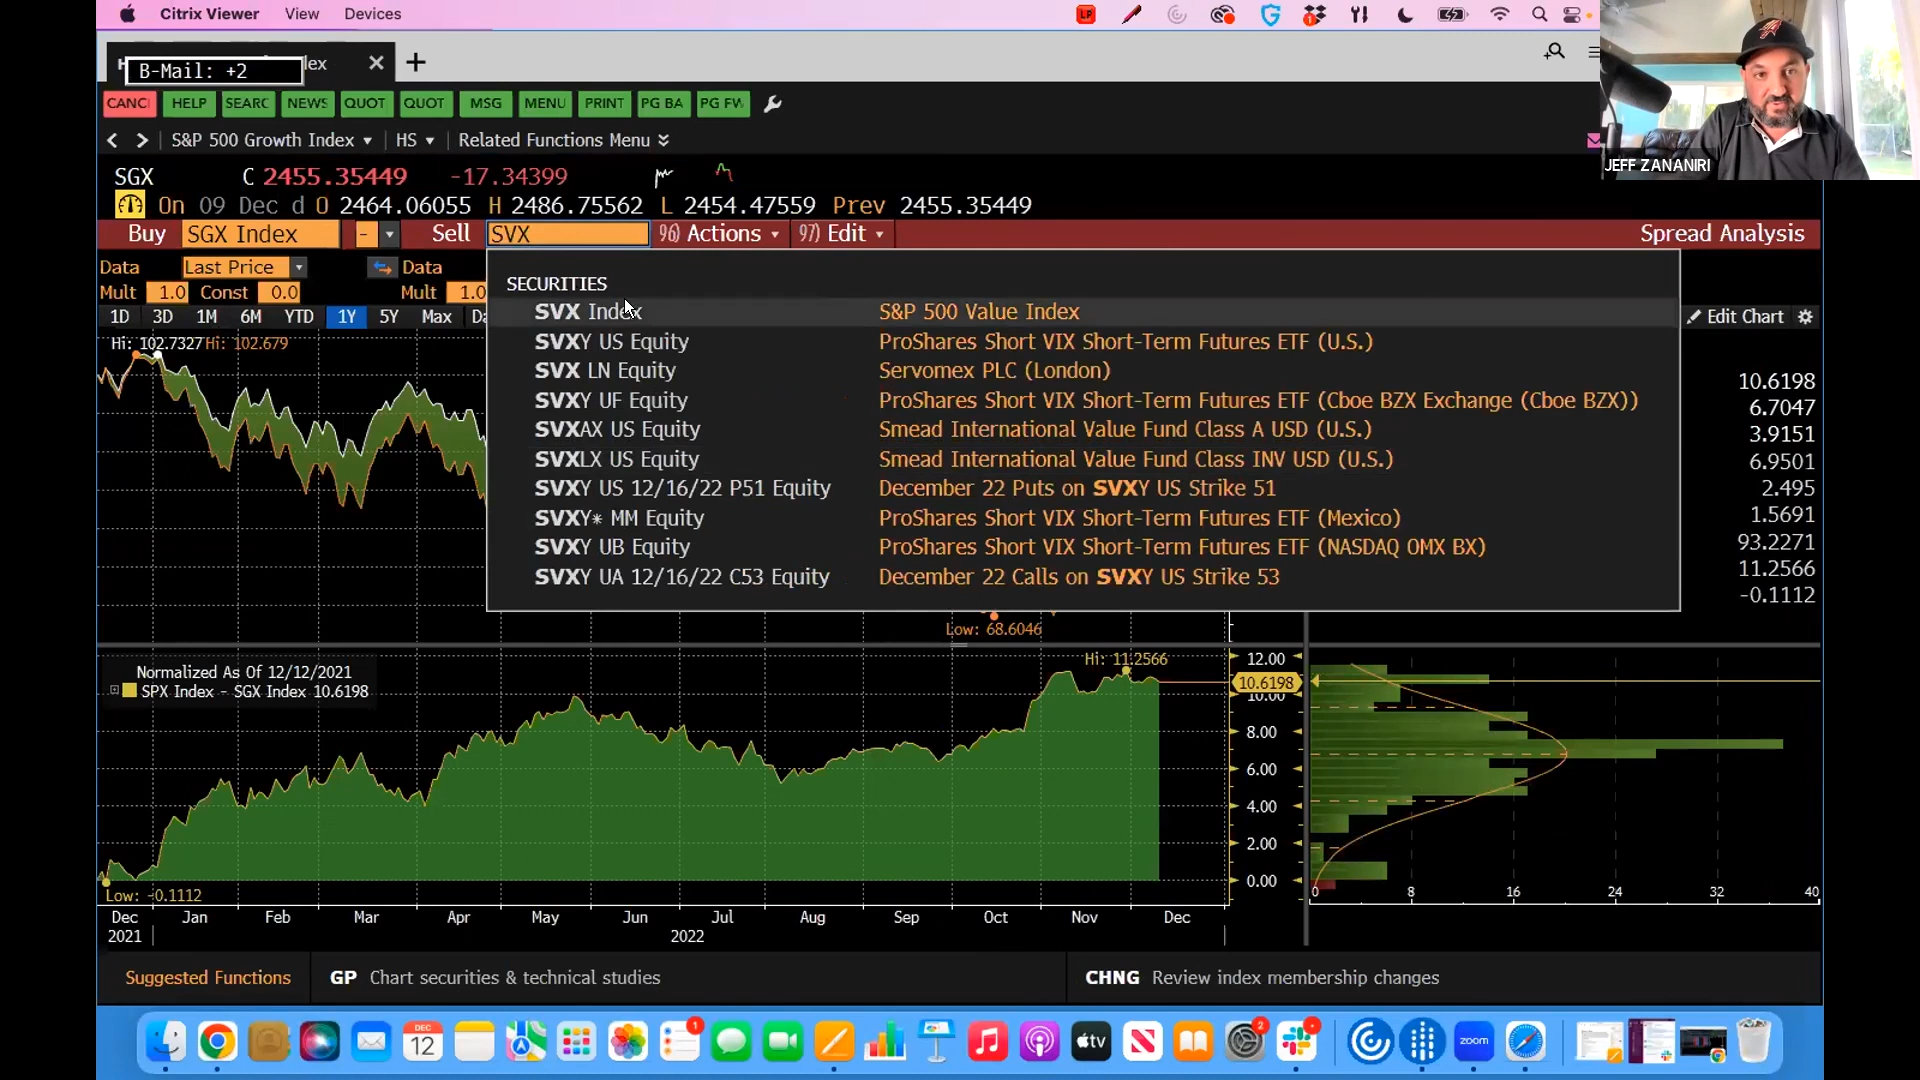 Citrix Viewer View Devices
B-Mail: +2
ex
CANCL HELP SEARC NEWS QUOT QUOT MSG MENU PRINT PG BA PG FW
S&P 500 Growth Index HS Related Functions Menu
SGX C 2455.35449 -17.34399
On 09 Dec d O 2464.06055 H 2486.75562 L 2454.47559 Prev 2455.35449
Buy SGX Index - Sell SVX 96) Actions 97) Edit Spread Analysis
Data Last Price Data
Mult 1.0 Const 0.0 Mult 1.0
1D 3D 1M 6M YTD 1Y 5Y Max Da Edit Chart
Hi: 102.7327 Hi: 102.679
SECURITIES
SVX Index S&P 500 Value Index
SVXY US Equity ProShares Short VIX Short-Term Futures ETF (U.S.)
SVX LN Equity Servomex PLC (London)
SVXY UF Equity ProShares Short VIX Short-Term Futures ETF (Cboe BZX Exchange (Cboe BZX))
SVXAX US Equity Smead International Value Fund Class A USD (U.S.)
SVXLX US Equity Smead International Value Fund Class INV USD (U.S.)
SVXY US 12/16/22 P51 Equity December 22 Puts on SVXY US Strike 51
SVXY* MM Equity ProShares Short VIX Short-Term Futures ETF (Mexico)
SVXY UB Equity ProShares Short VIX Short-Term Futures ETF (NASDAQ OMX BX)
SVXY UA 12/16/22 C53 Equity December 22 Calls on SVXY US Strike 53
10.6198
6.7047
3.9151
6.9501
2.495
1.5691
93.2271
11.2566
-0.1112
Low: 68.6046
Normalized As Of 12/12/2021
SPX Index - SGX Index 10.6198
Hi: 11.2566
12.00
10.6198
10.00
8.00
6.00
4.00
2.00
0.00
Low: -0.1112
0 8 16 24 32 40
Dec Jan Feb Mar Apr May Jun Jul Aug Sep Oct Nov Dec
2021 2022
Suggested Functions GP Chart securities & technical studies CHNG Review index membership changes
JEFF ZANANIRI
DEC
12
1
tv
2
zoom